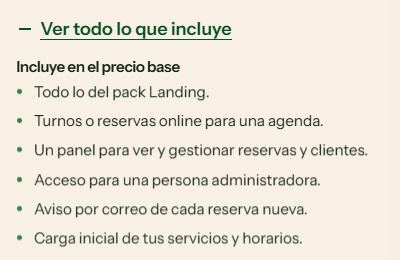 — Ver todo lo que incluye
Incluye en el precio base
• Todo lo del pack Landing.
• Turnos o reservas online para una agenda.
• Un panel para ver y gestionar reservas y clientes.
• Acceso para una persona administradora.
• Aviso por correo de cada reserva nueva.
• Carga inicial de tus servicios y horarios.